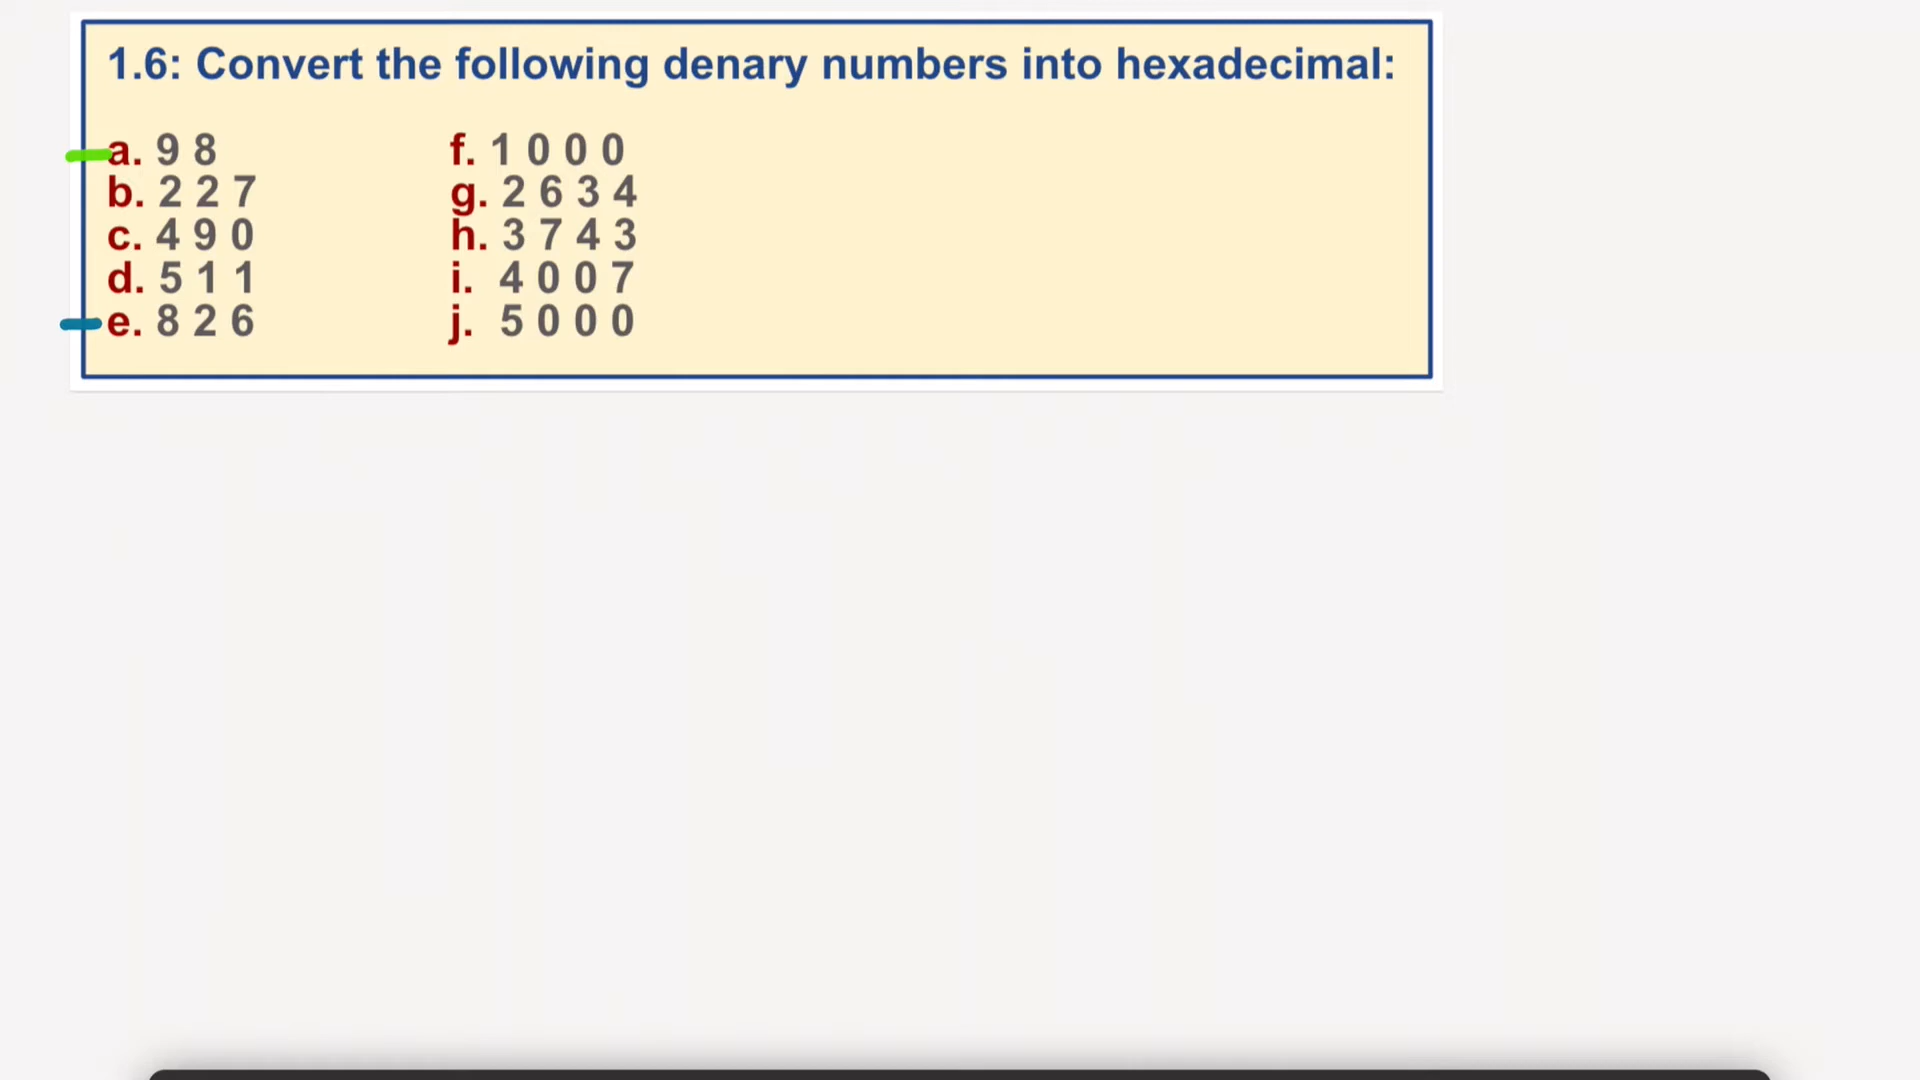 1.6: Convert the following denary numbers into hexadecimal:
a. 9 8
b. 2 2 7
c. 4 9 0
d. 5 1 1
e. 8 2 6
f. 1 0 0 0
g. 2 6 3 4
h. 3 7 4 3
i. 4 0 0 7
j. 5 0 0 0